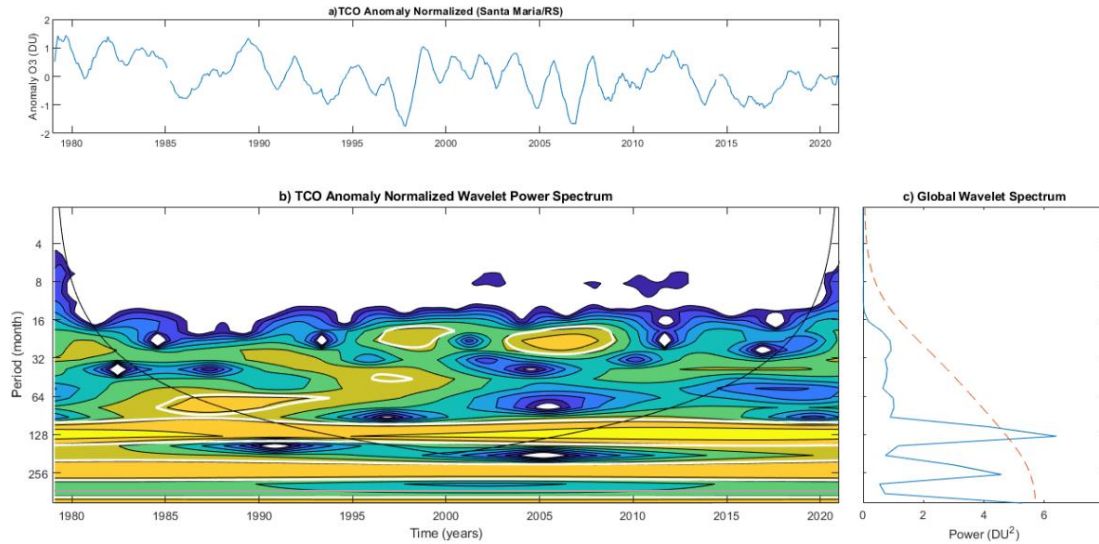 a)TCO Anomaly Normalized (Santa Maria/RS)
Anomaly O3 (DU)
2
1
0
-1
-2
1980 1985 1990 1995 2000 2005 2010 2015 2020
b) TCO Anomaly Normalized Wavelet Power Spectrum
Period (month)
4
8
16
32
64
128
256
1980 1985 1990 1995 2000 2005 2010 2015 2020
Time (years)
c) Global Wavelet Spectrum
0 2 4 6
Power (DU²)